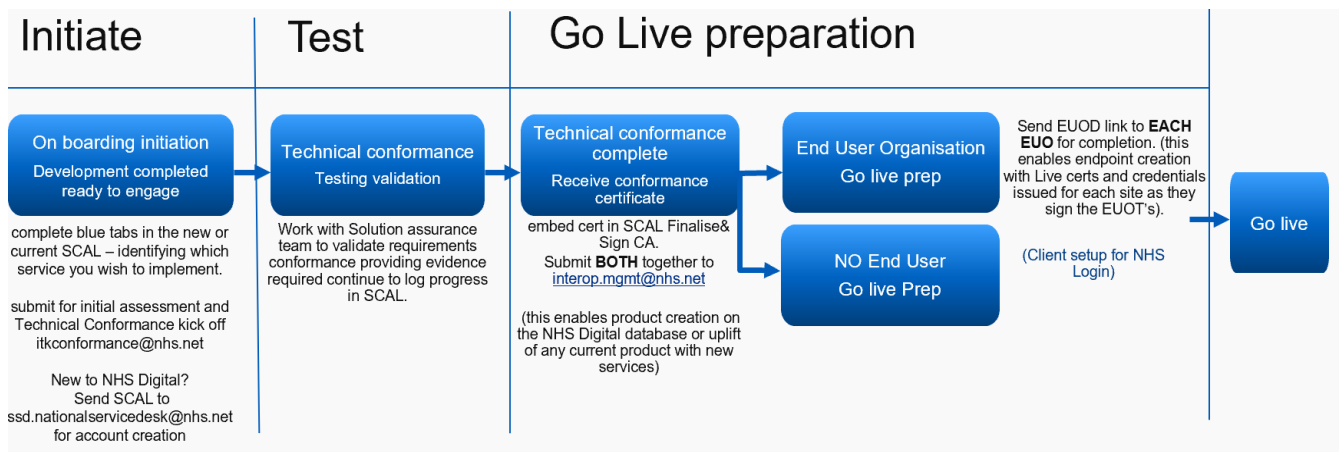 Initiate
Test
Go Live preparation
On boarding initiation
Development completed
ready to engage
complete blue tabs in the new or
current SCAL – identifying which
service you wish to implement.
submit for initial assessment and
Technical Conformance kick off
itkconformance@nhs.net
New to NHS Digital?
Send SCAL to
ssd.nationalservicedesk@nhs.net
for account creation
Technical conformance
Testing validation
Work with Solution assurance
team to validate requirements
conformance providing evidence
required continue to log progress
in SCAL.
Technical conformance
complete
Receive conformance
certificate
embed cert in SCAL Finalise&
Sign CA.
Submit BOTH together to
interop.mgmt@nhs.net
(this enables product creation on
the NHS Digital database or uplift
of any current product with new
services)
End User Organisation
Go live prep
NO End User
Go live Prep
Send EUOD link to EACH
EUO for completion. (this
enables endpoint creation
with Live certs and credentials
issued for each site as they
sign the EUOT’s).
(Client setup for NHS
Login)
Go live